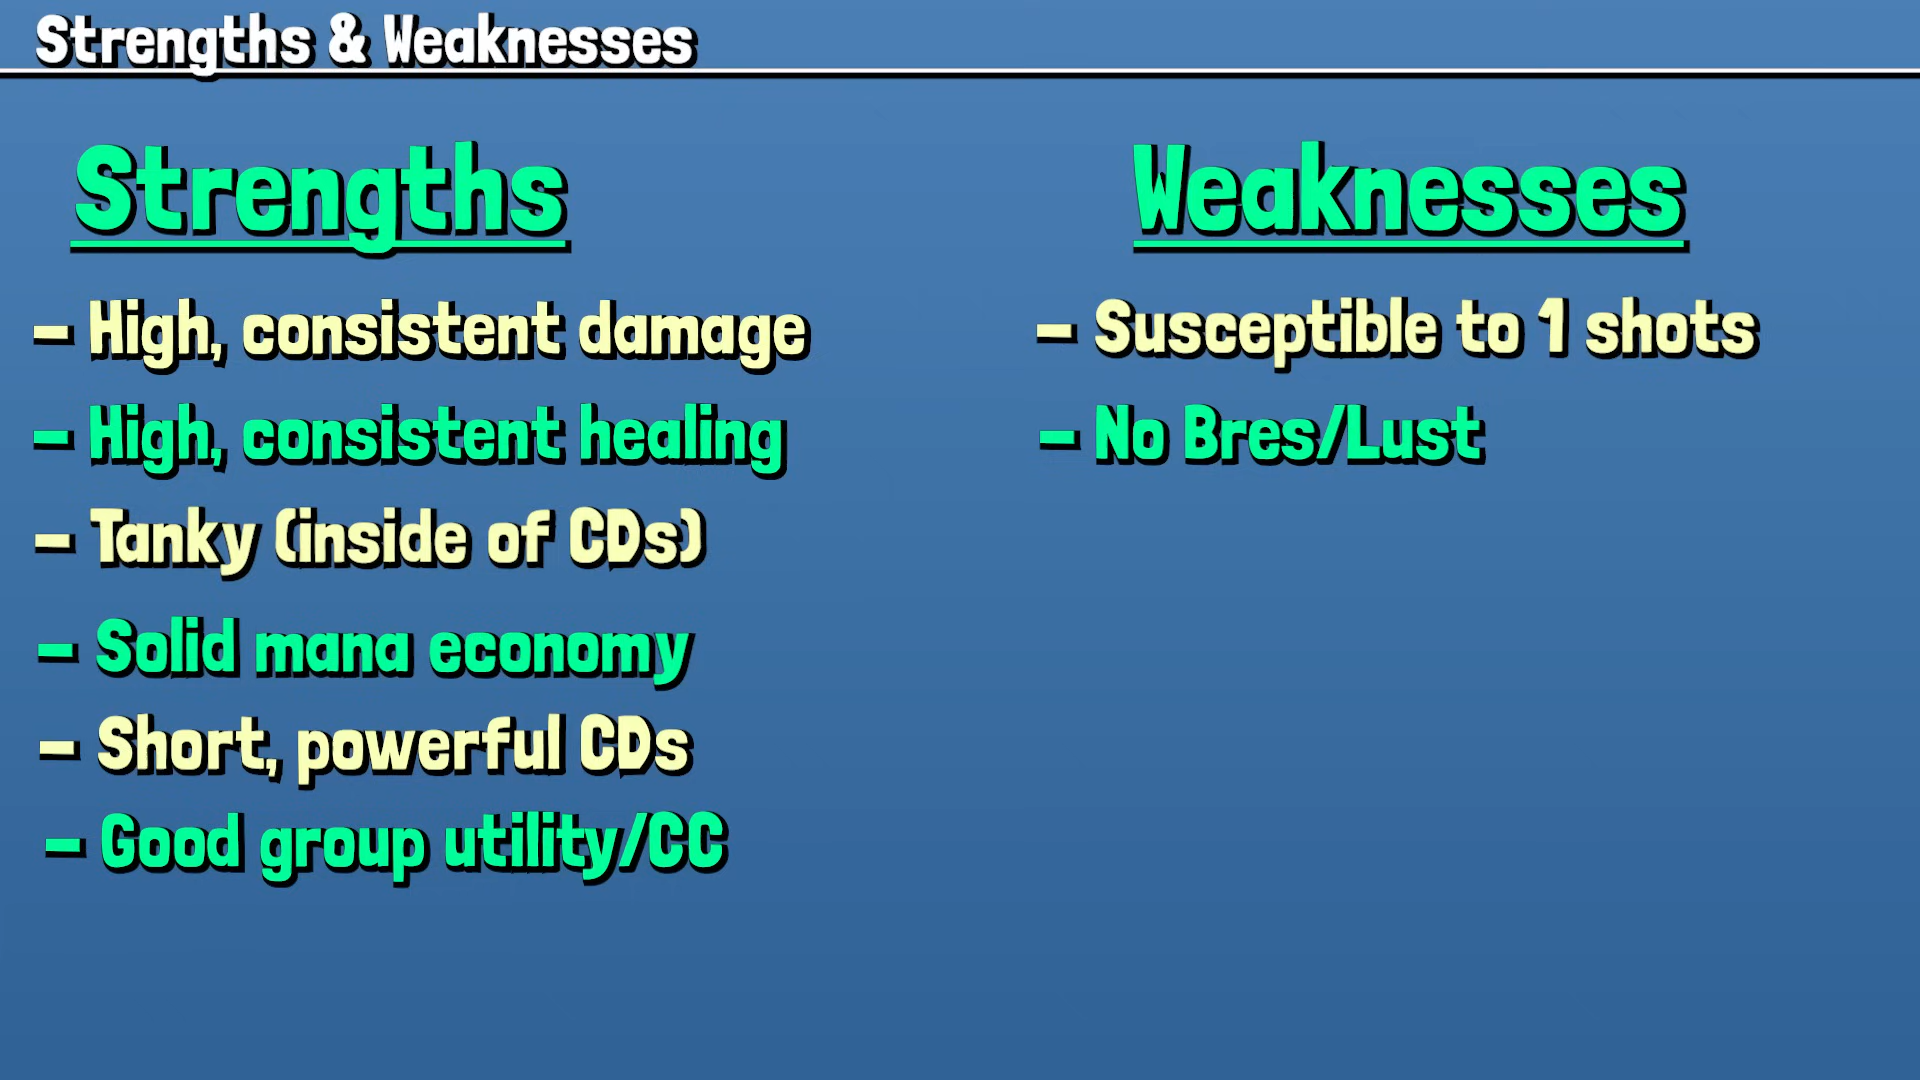 Strengths & Weaknesses
Strengths
- High, consistent damage
- High, consistent healing
- Tanky (inside of CDs)
- Solid mana economy
- Short, powerful CDs
- Good group utility/CC
Weaknesses
- Susceptible to 1 shots
- No Bres/Lust